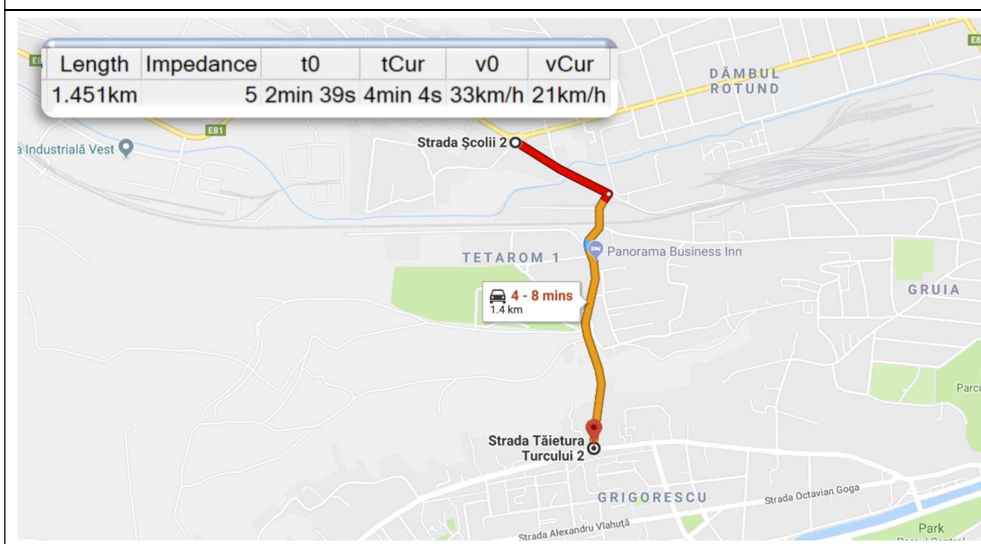 Length Impedance t0 tCur v0 vCur
1.451km 5 2min 39s 4min 4s 33km/h 21km/h
E8
DÂMBUL
ROTUND
E81
Strada Școlii 2
a Industrială Vest
TETAROM 1
Panorama Business Inn
4 - 8 mins
1.4 km
GRUIA
Parcu
Strada Tăietura
Turcului 2
GRIGORESCU
Strada Octavian Goga
Strada Alexandru Vlahuță
Park